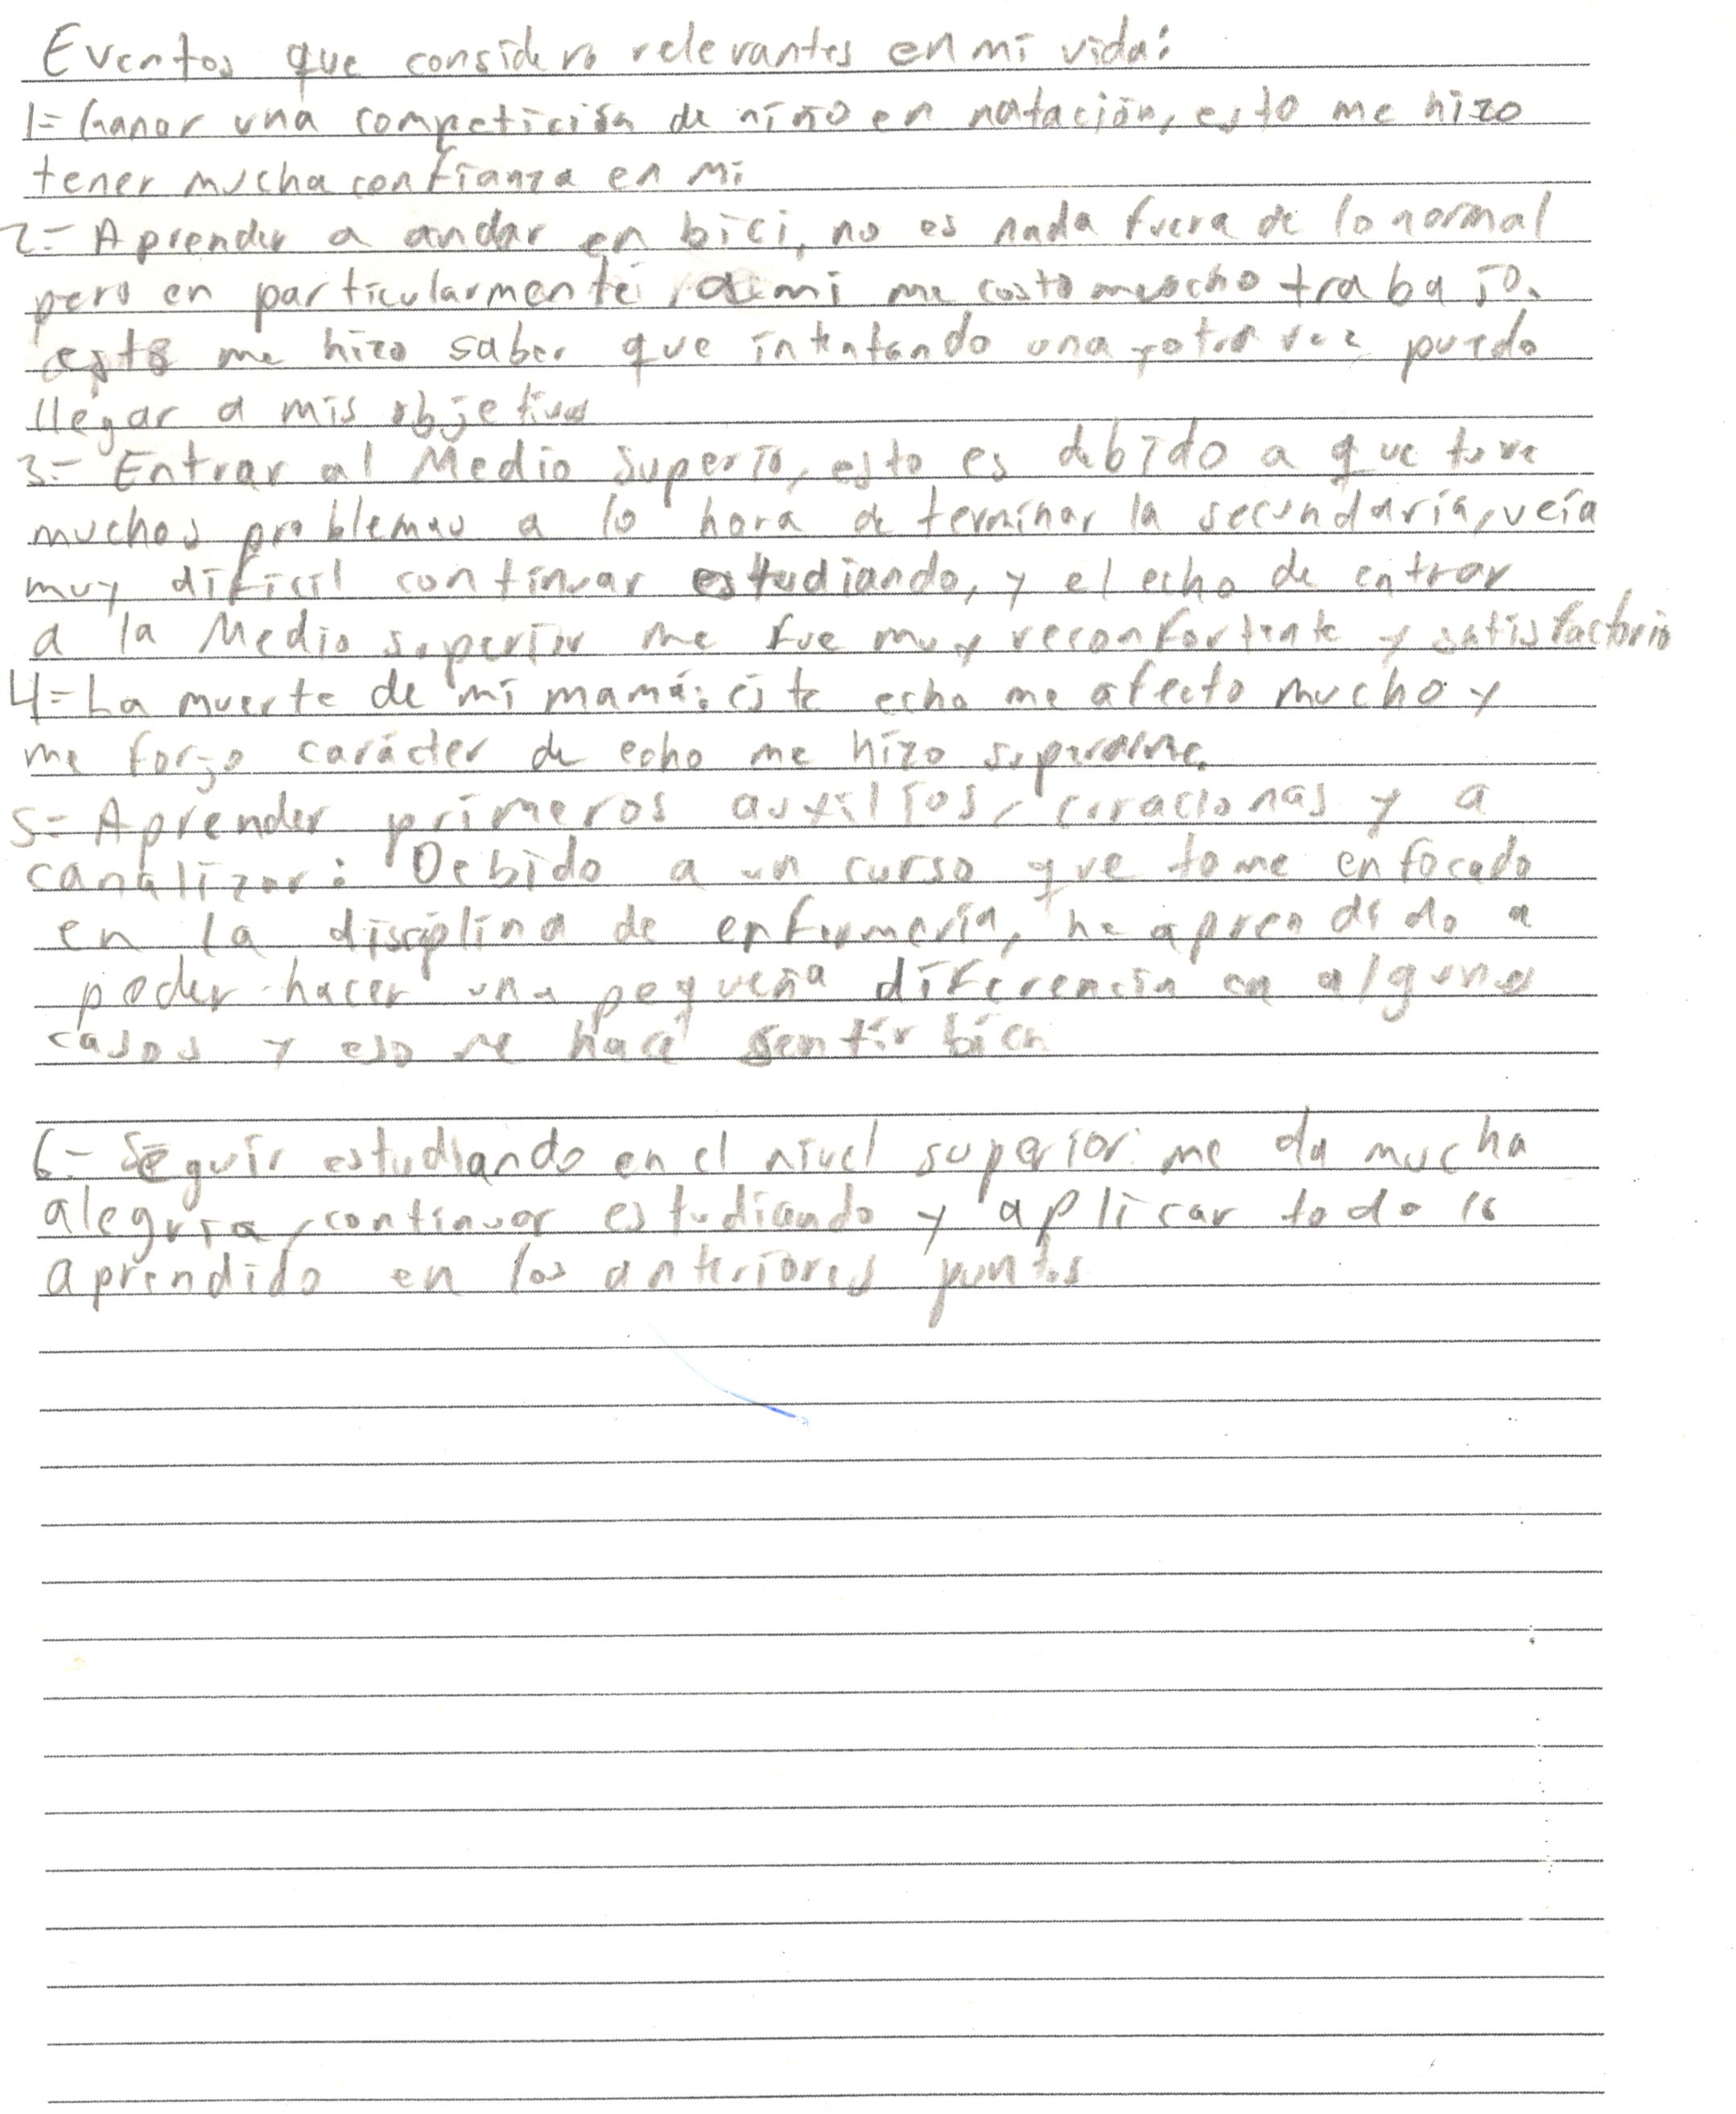 Eventos que considero relevantes en mi vida:
1= Ganar una competición de niño en natación, esto me hizo
tener mucha confianza en mi
2.- Aprender a andar en bici, no es nada fuera de lo normal
pero en particularmente, a mi me costo mucho trabajo.
esto me hizo saber que intentando una y otra vez puedo
llegar a mis objetivos
3.- Entrar al Medio superio, esto es debido a que tuve
muchos problemas a lo hora de terminar la secundaria, veía
muy difícil continuar estudiando, y el echo de entrar
a la Medio superior me fue muy reconfortante y satisfactorio
4= La muerte de mi mamá: este echo me afecto mucho y
me forjo carácter de echo me hizo superarme.
5= Aprender primeros auxilios, curacionas y a
canalizar: Debido a un curso que tome enfocado
en la disciplina de enfermería, he aprendido a
poder hacer una pequeña diferencia en algunos
casos y eso me hace sentir bien
6.- Seguir estudiando en el nivel superior: me da mucha
alegría, continuar estudiando y aplicar todo lo
aprendido en los anteriores puntos